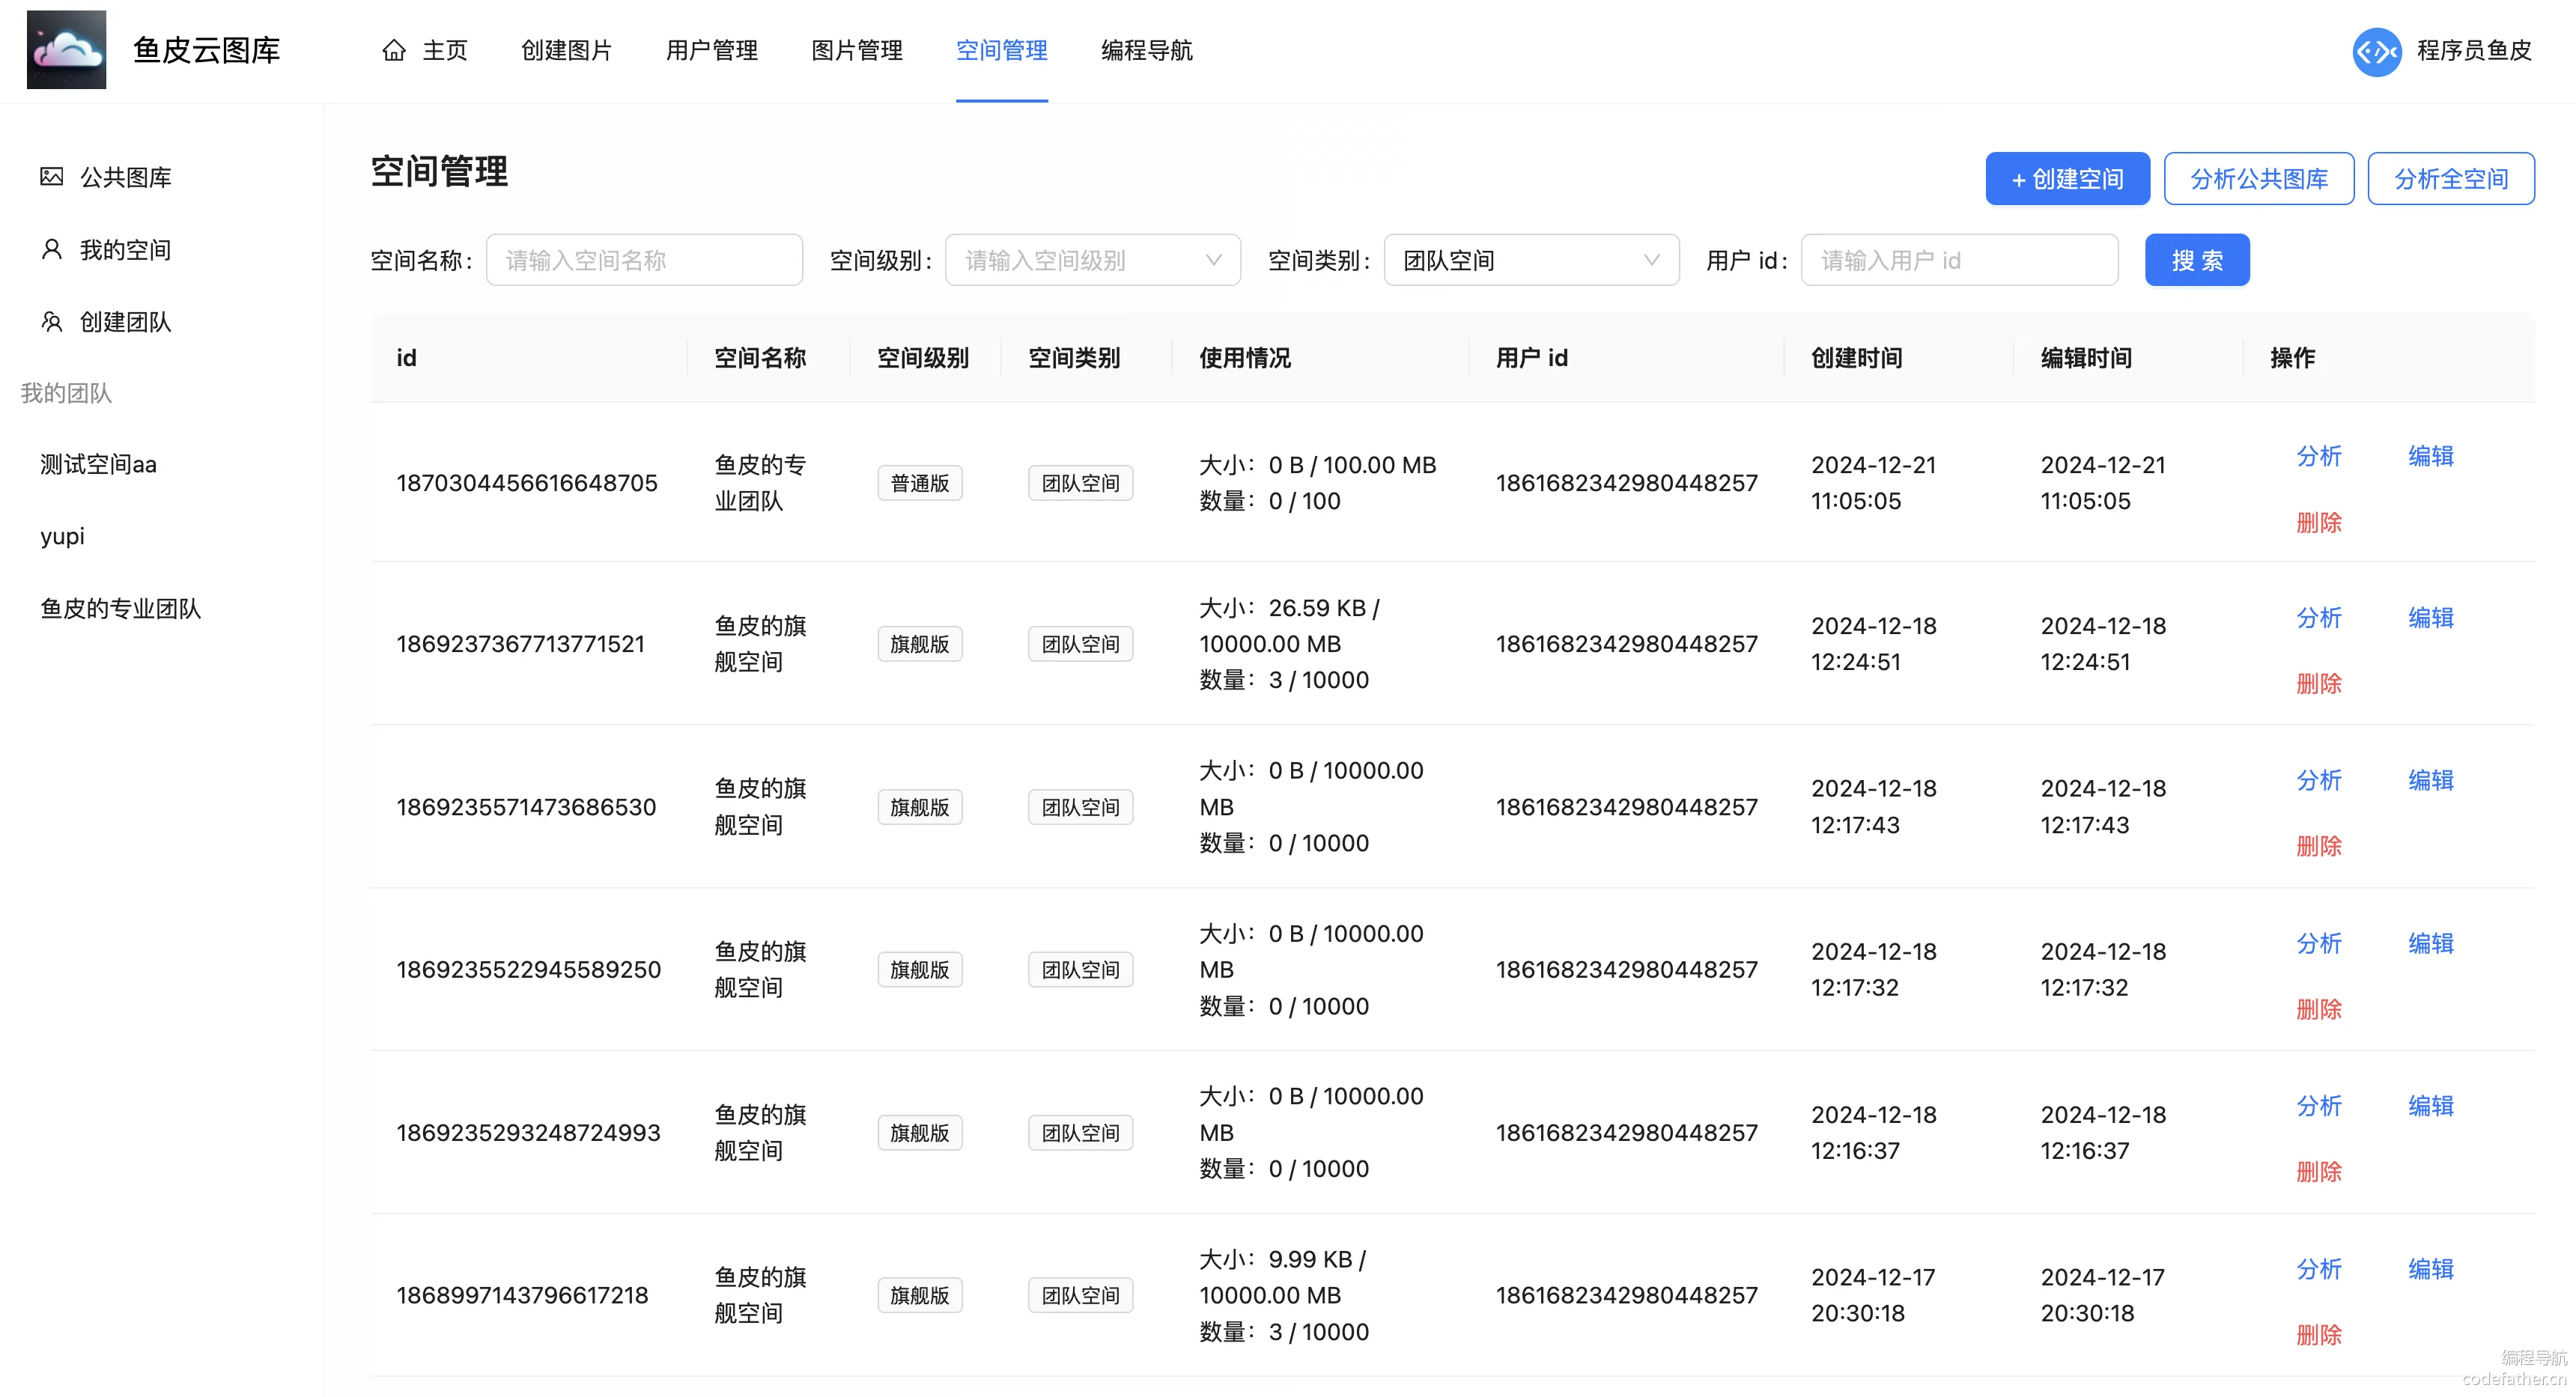 鱼皮云图库
主页 创建图片 用户管理 图片管理 空间管理 编程导航
程序员鱼皮
公共图库
我的空间
创建团队
我的团队
测试空间aa
yupi
鱼皮的专业团队
空间管理
+ 创建空间 分析公共图库 分析全空间
空间名称: 请输入空间名称 空间级别: 请输入空间级别 空间类别: 团队空间 用户 id: 请输入用户 id 搜 索
id 空间名称 空间级别 空间类别 使用情况 用户 id 创建时间 编辑时间 操作
1870304456616648705
鱼皮的专
业团队
普通版
团队空间
大小：0 B / 100.00 MB
数量：0 / 100
1861682342980448257
2024-12-21
11:05:05
2024-12-21
11:05:05
分析 编辑
删除
1869237367713771521
鱼皮的旗
舰空间
旗舰版
团队空间
大小：26.59 KB /
10000.00 MB
数量：3 / 10000
1861682342980448257
2024-12-18
12:24:51
2024-12-18
12:24:51
分析 编辑
删除
1869235571473686530
鱼皮的旗
舰空间
旗舰版
团队空间
大小：0 B / 10000.00
MB
数量：0 / 10000
1861682342980448257
2024-12-18
12:17:43
2024-12-18
12:17:43
分析 编辑
删除
1869235522945589250
鱼皮的旗
舰空间
旗舰版
团队空间
大小：0 B / 10000.00
MB
数量：0 / 10000
1861682342980448257
2024-12-18
12:17:32
2024-12-18
12:17:32
分析 编辑
删除
1869235293248724993
鱼皮的旗
舰空间
旗舰版
团队空间
大小：0 B / 10000.00
MB
数量：0 / 10000
1861682342980448257
2024-12-18
12:16:37
2024-12-18
12:16:37
分析 编辑
删除
1868997143796617218
鱼皮的旗
舰空间
旗舰版
团队空间
大小：9.99 KB /
10000.00 MB
数量：3 / 10000
1861682342980448257
2024-12-17
20:30:18
2024-12-17
20:30:18
分析 编辑
删除
编程导航
codefather.cn